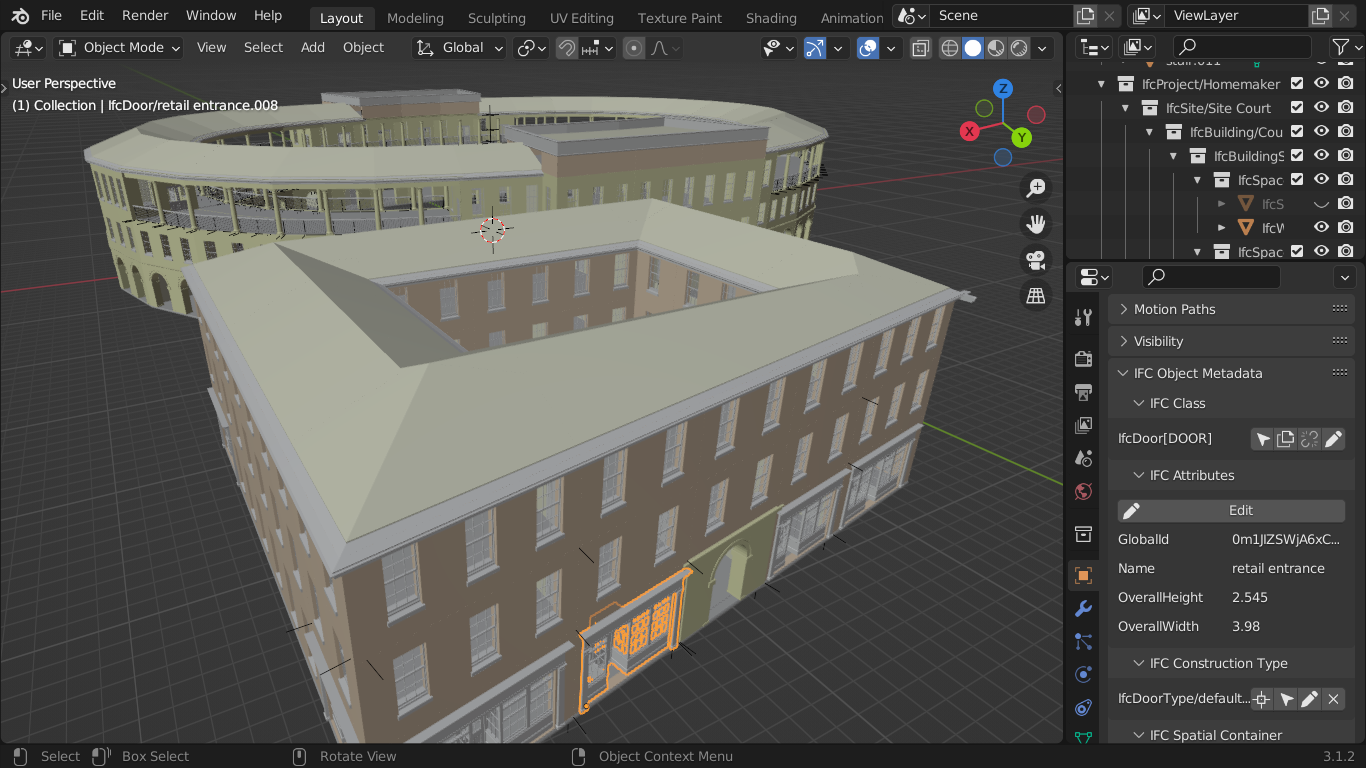 File Edit Render Window Help Layout Modeling Sculpting UV Editing Texture Paint Shading Animation Scene ViewLayer
Object Mode View Select Add Object Global
User Perspective
(1) Collection | IfcDoor/retail entrance.008
Z
X
Y
stair.011
IfcProject/Homemaker
IfcSite/Site Court
IfcBuilding/Cou
IfcBuildingS
IfcSpac
IfcS
IfcW
IfcSpac
Motion Paths
Visibility
IFC Object Metadata
IFC Class
IfcDoor[DOOR]
IFC Attributes
Edit
GlobalId 0m1JlZSWjA6xC...
Name retail entrance
OverallHeight 2.545
OverallWidth 3.98
IFC Construction Type
IfcDoorType/default...
IFC Spatial Container
Select Box Select Rotate View Object Context Menu 3.1.2